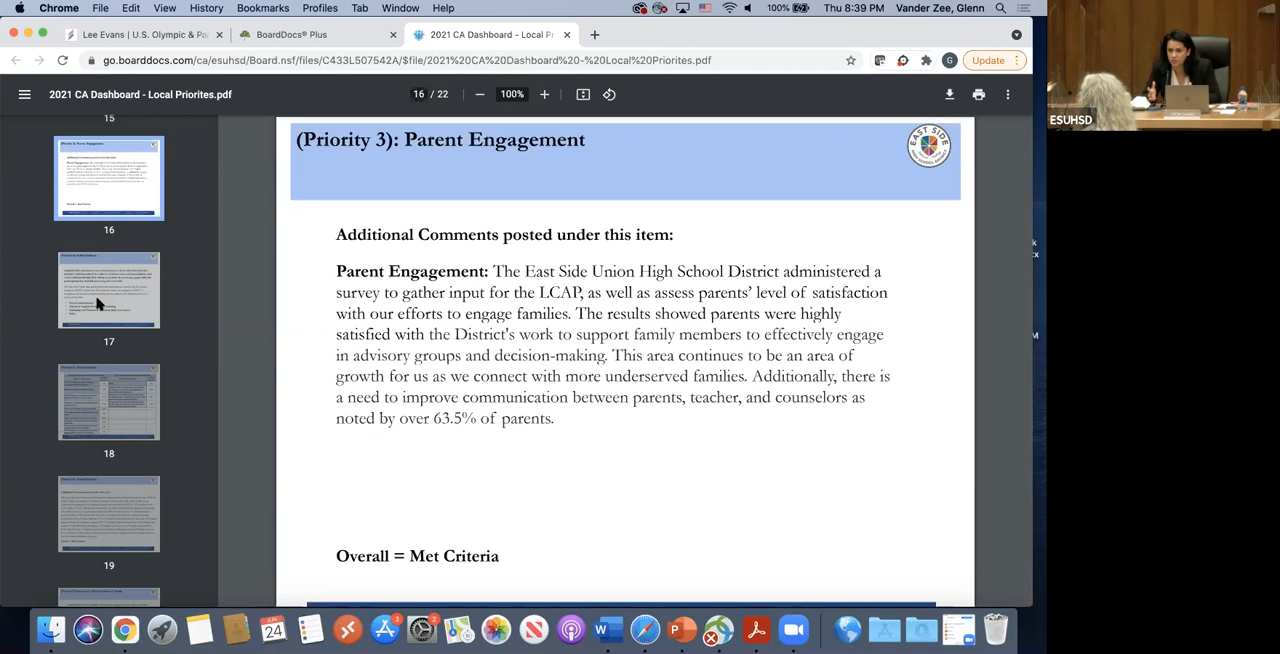 Chrome File Edit View History Bookmarks Profiles Tab Window Help
100% Thu 8:39 PM Vander Zee, Glenn
Lee Evans | U.S. Olympic & Pa
BoardDocs® Plus
2021 CA Dashboard - Local Pr
go.boarddocs.com/ca/esuhsd/Board.nsf/files/C433L507542A/$file/2021%20CA%20Dashboard%20-%20Local%20Priorites.pdf
G
Update
2021 CA Dashboard - Local Priorites.pdf
16 / 22
100%
15
16
17
18
19
(Priority 3): Parent Engagement
EAST SIDE
Additional Comments posted under this item:
Parent Engagement: The East Side Union High School District administered a
survey to gather input for the LCAP, as well as assess parents' level of satisfaction
with our efforts to engage families. The results showed parents were highly
satisfied with the District's work to support family members to effectively engage
in advisory groups and decision-making. This area continues to be an area of
growth for us as we connect with more underserved families. Additionally, there is
a need to improve communication between parents, teacher, and counselors as
noted by over 63.5% of parents.
Overall = Met Criteria
ESUHSD
JUN
24
3
2